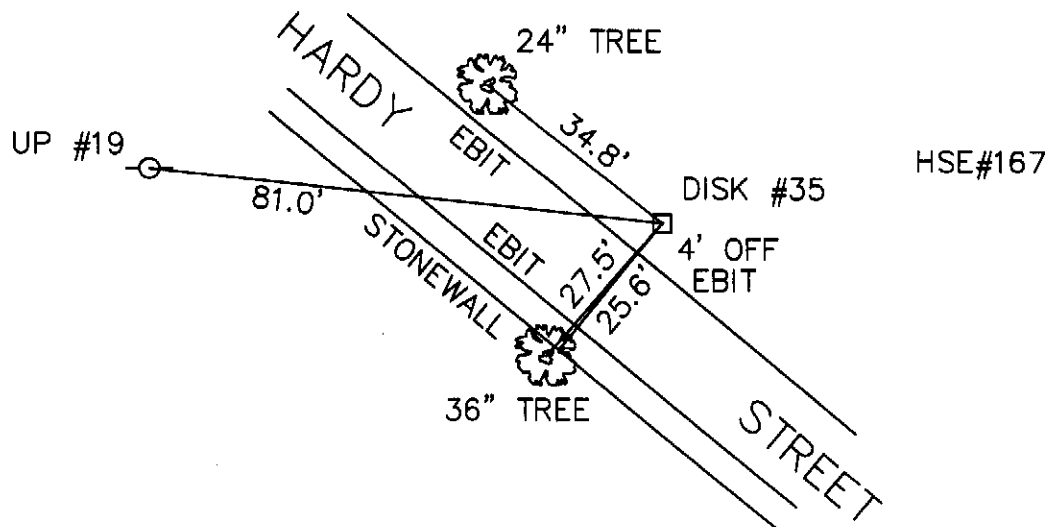 24" TREE
HARDY
UP #19
EBIT
34.8'
HSE#167
81.0'
DISK #35
STONEWALL
EBIT
27.5'
25.6'
4' OFF
EBIT
36" TREE
STREET